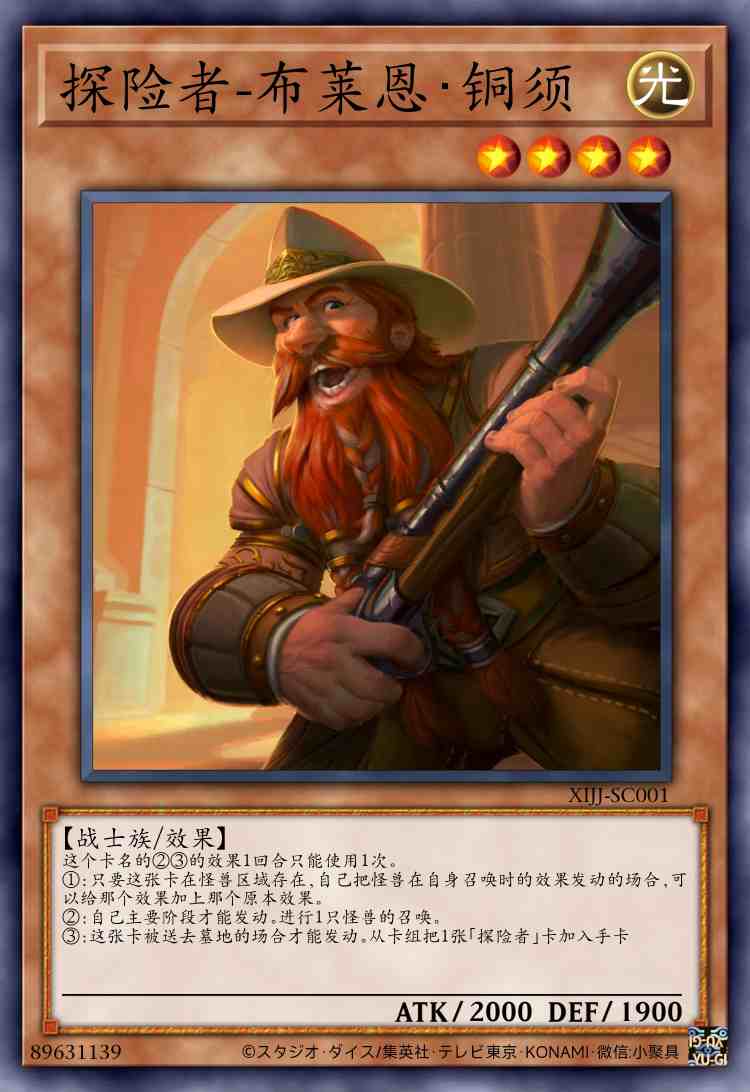 探险者-布莱恩·铜须
光
XIJJ-SC001
【战士族/效果】
这个卡名的②③的效果1回合只能使用1次。
①:只要这张卡在怪兽区域存在,自己把怪兽在自身召唤时的效果发动的场合,可
以给那个效果加上那个原本效果。
②:自己主要阶段才能发动。进行1只怪兽的召唤。
③:这张卡被送去墓地的场合才能发动。从卡组把1张「探险者」卡加入手卡
ATK/2000 DEF/1900
89631139
©スタジオ·ダイス/集英社·テレビ東京·KONAMI·微信:小聚具